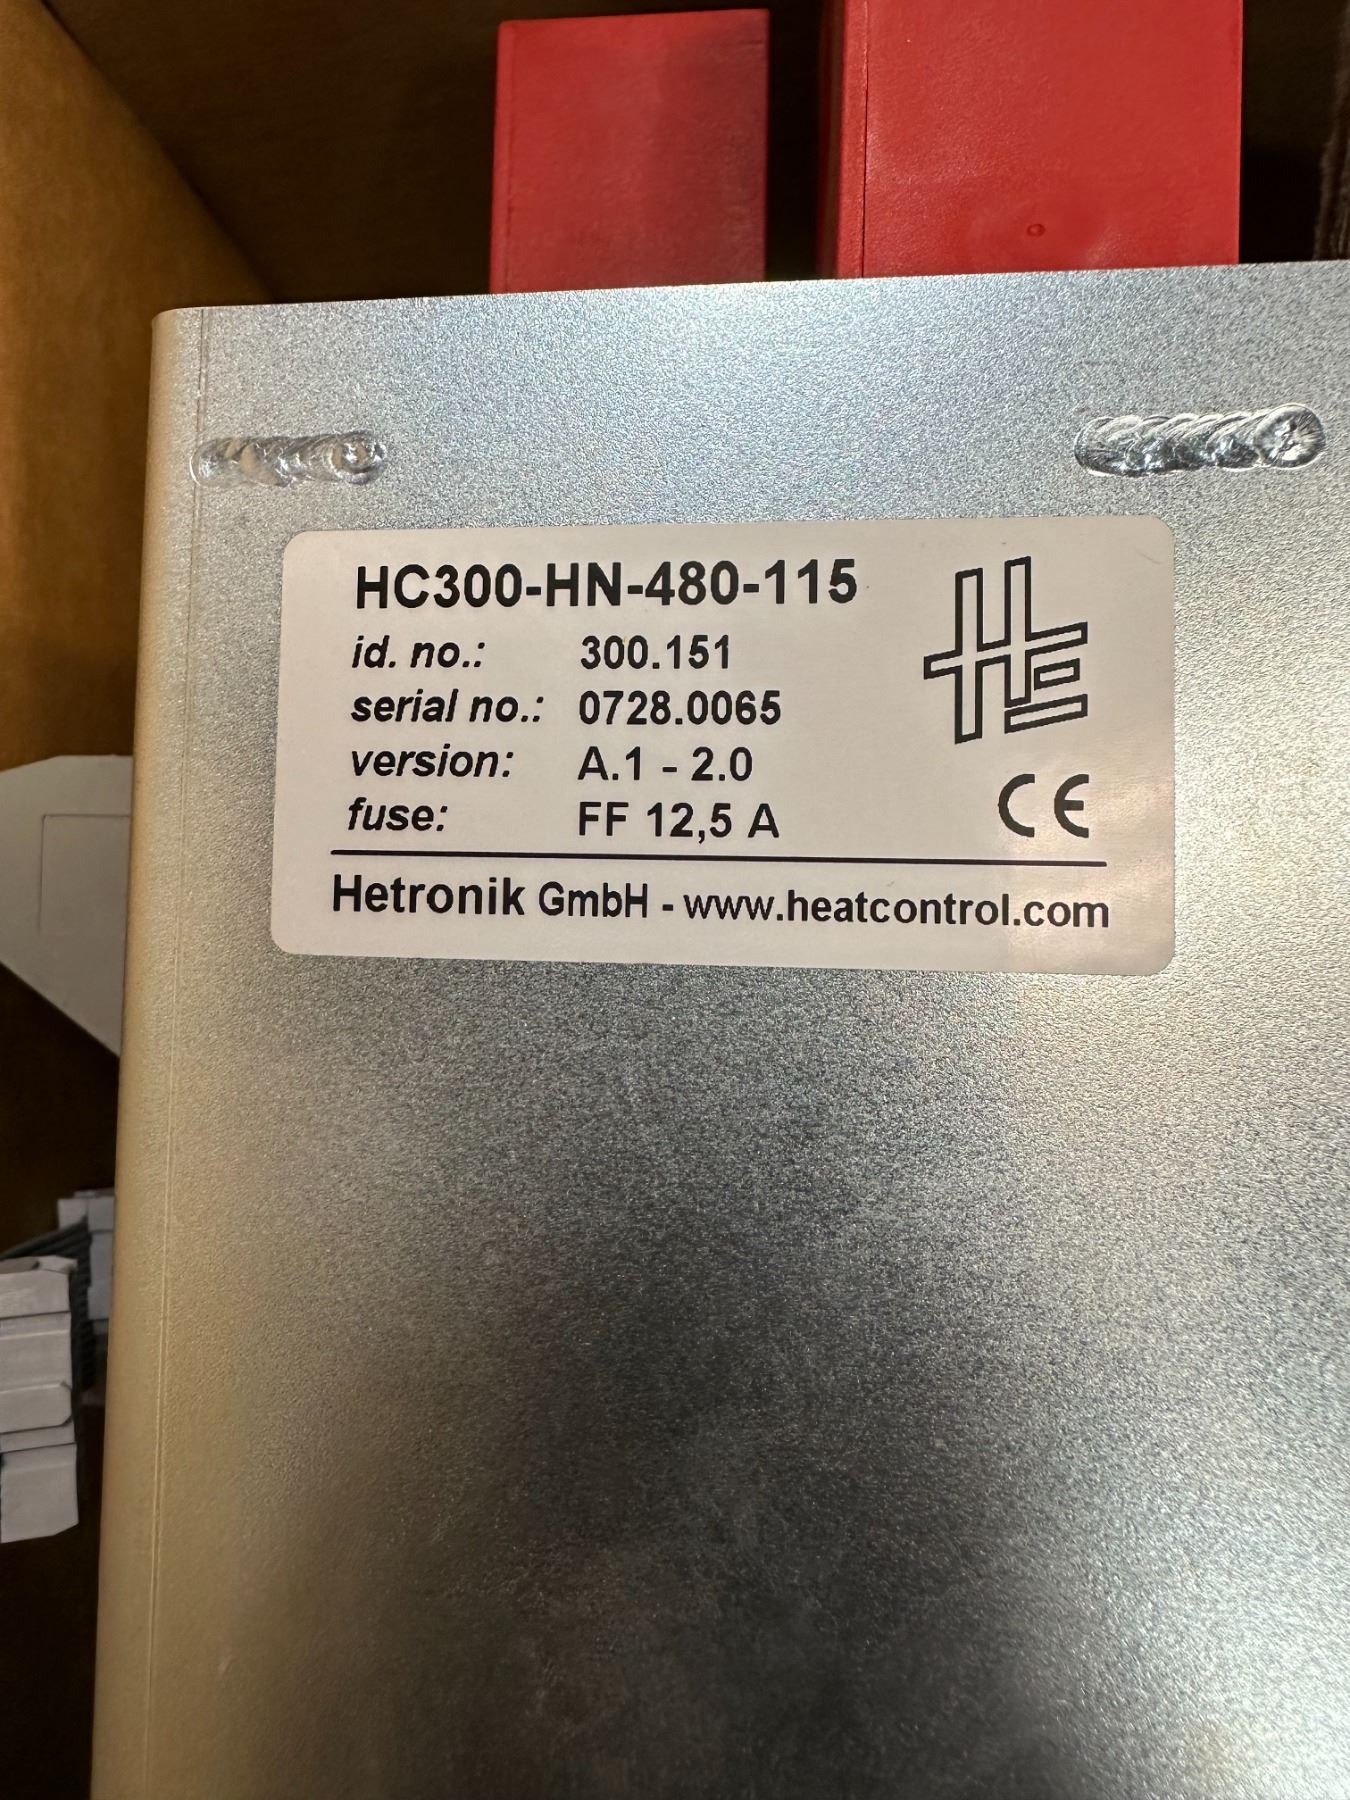 HC300-HN-480-115
id. no.: 300.151
serial no.: 0728.0065
version: A.1 - 2.0
fuse: FF 12,5 A
HE
CE
Hetronik GmbH - www.heatcontrol.com